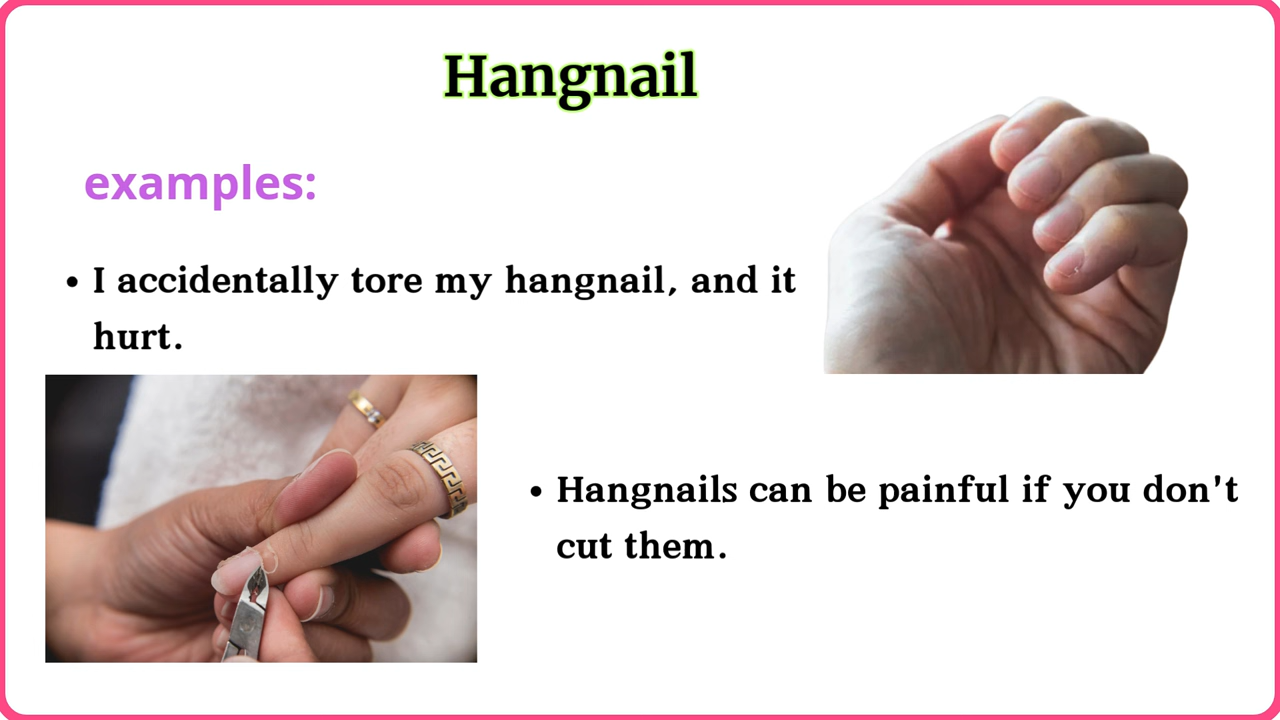 Hangnail
examples:
• I accidentally tore my hangnail, and it
hurt.
• Hangnails can be painful if you don't
cut them.